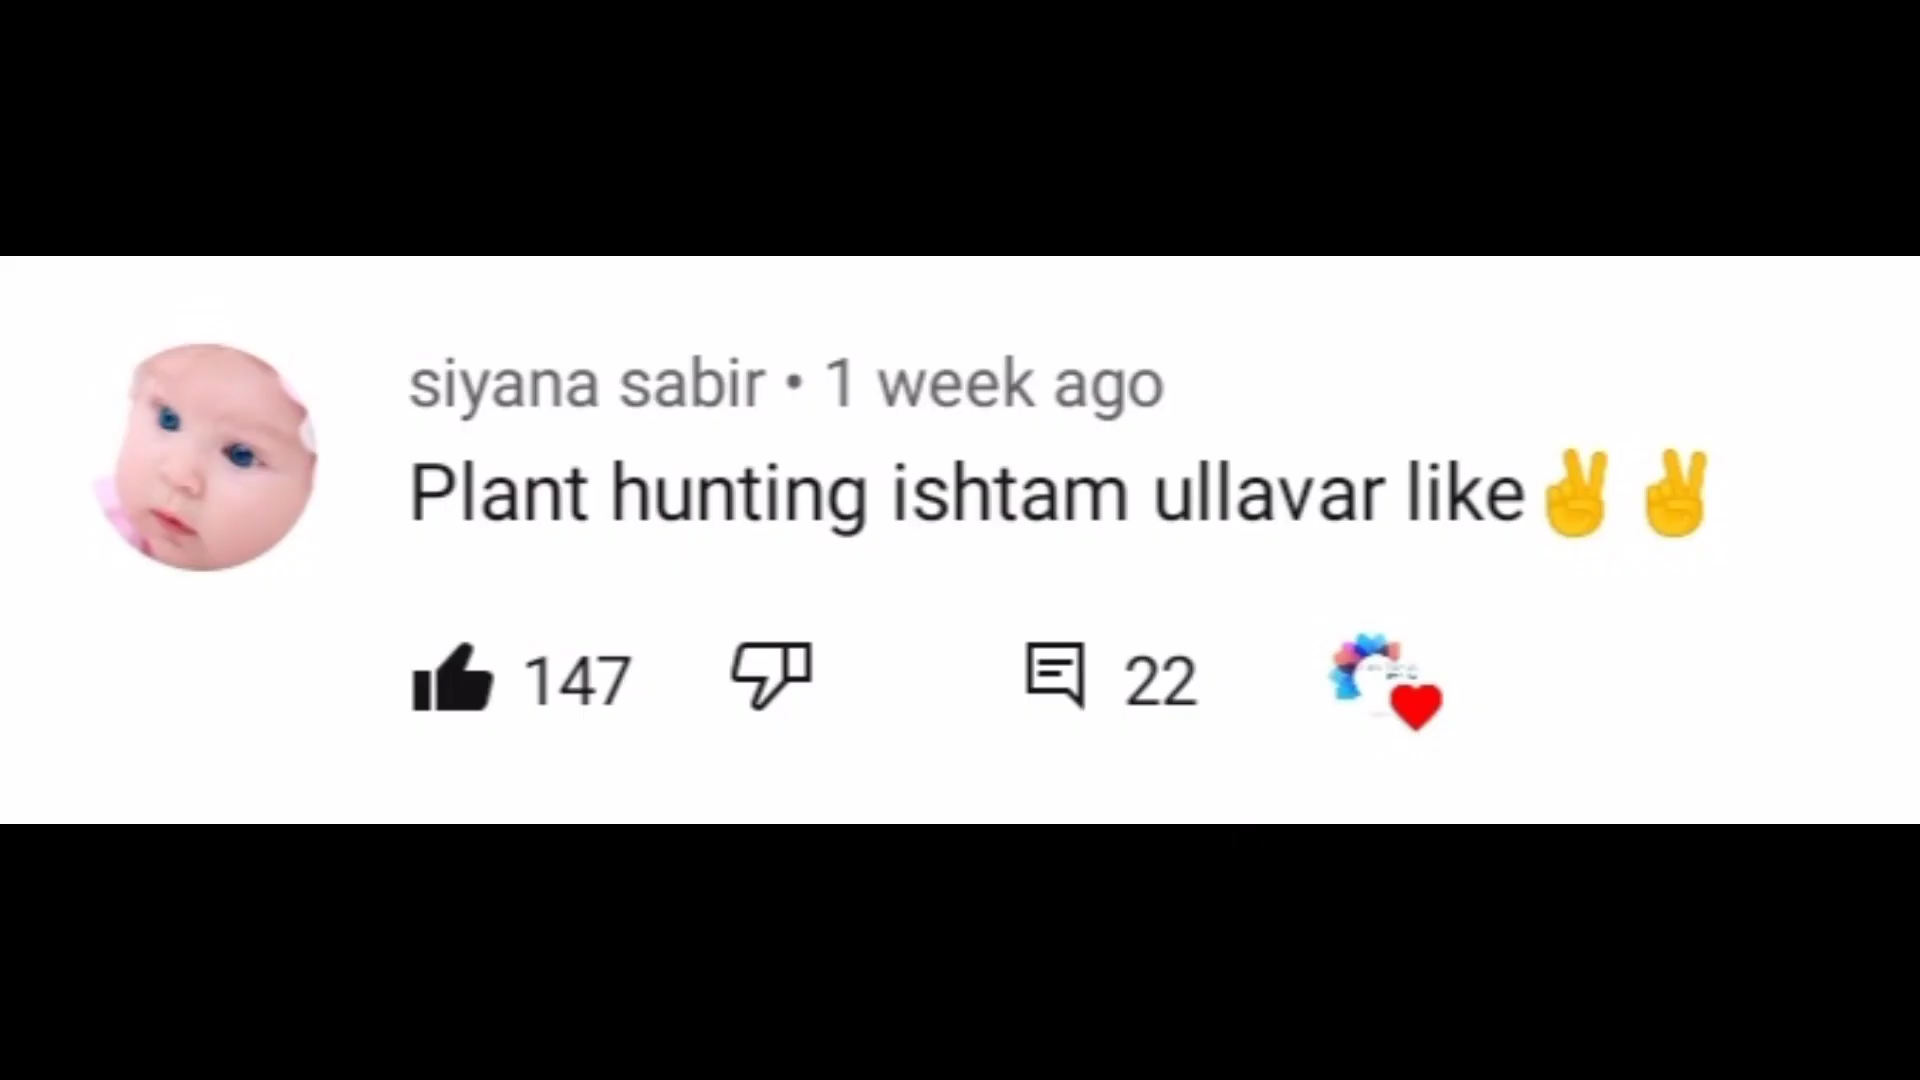 siyana sabir • 1 week ago
Plant hunting ishtam ullavar like✌️✌️
147
22